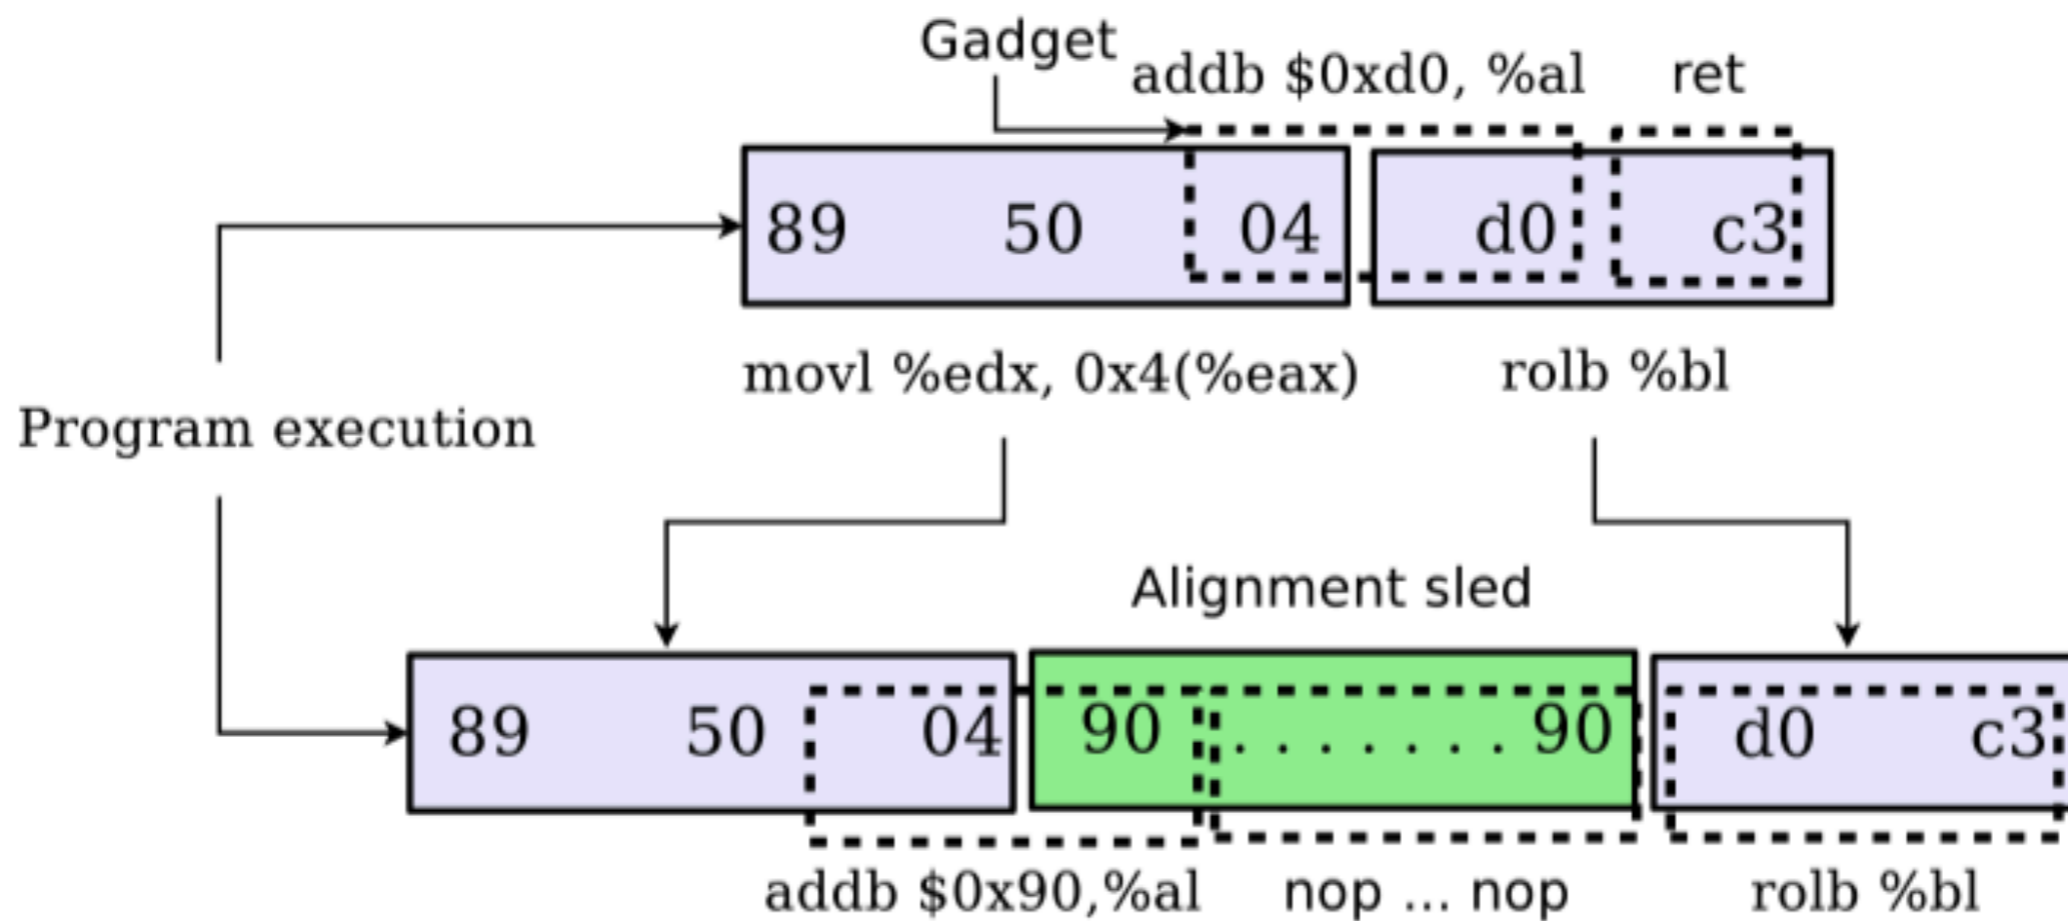 Gadget
addb $0xd0, %al
ret
89 50 04 d0 c3
movl %edx, 0x4(%eax)
rolb %bl
Program execution
Alignment sled
89 50 04 90 . . . . . . . 90 d0 c3
addb $0x90,%al
nop ... nop
rolb %bl